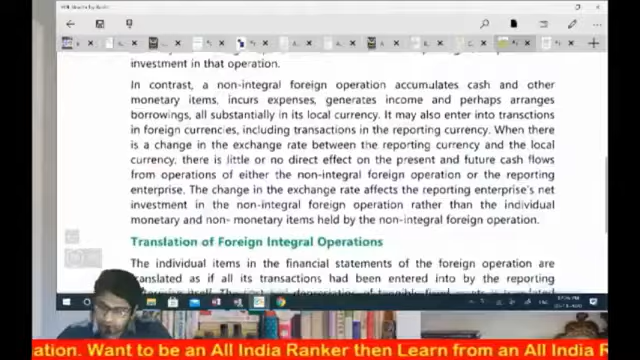 investment in that operation.
In contrast, a non-integral foreign operation accumulates cash and other
monetary items, incurs expenses, generates income and perhaps arranges
borrowings, all substantially in its local currency. It may also enter into transctions
in foreign currencies, including transactions in the reporting currency. When there
is a change in the exchange rate between the reporting currency and the local
currency, there is little or no direct effect on the present and future cash flows
from operations of either the non-integral foreign operation or the reporting
enterprise. The change in the exchange rate affects the reporting enterprise's net
investment in the non-integral foreign operation rather than the individual
monetary and non- monetary items held by the non-integral foreign operation.
Translation of Foreign Integral Operations
The individual items in the financial statements of the foreign operation are
translated as if all its transactions had been entered into by the reporting
ation. Want to be an All India Ranker then Learn from an All India Ra